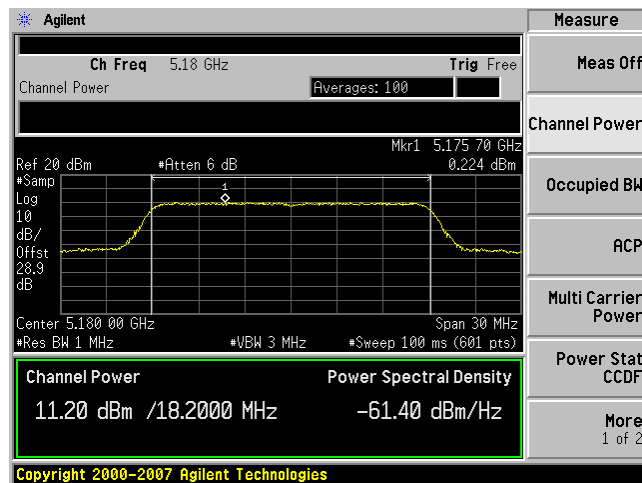 Agilent
Measure
Ch Freq 5.18 GHz Trig Free
Channel Power Averages: 100
Mkr1 5.175 70 GHz
Ref 20 dBm #Atten 6 dB 0.224 dBm
#Samp
Log
10
dB/
Offst
28.9
dB
1
Center 5.180 00 GHz Span 30 MHz
#Res BW 1 MHz #VBW 3 MHz #Sweep 100 ms (601 pts)
Channel Power Power Spectral Density
11.20 dBm /18.2000 MHz -61.40 dBm/Hz
Copyright 2000-2007 Agilent Technologies
Meas Off
Channel Power
Occupied BW
ACP
Multi Carrier
Power
Power Stat
CCDF
More
1 of 2